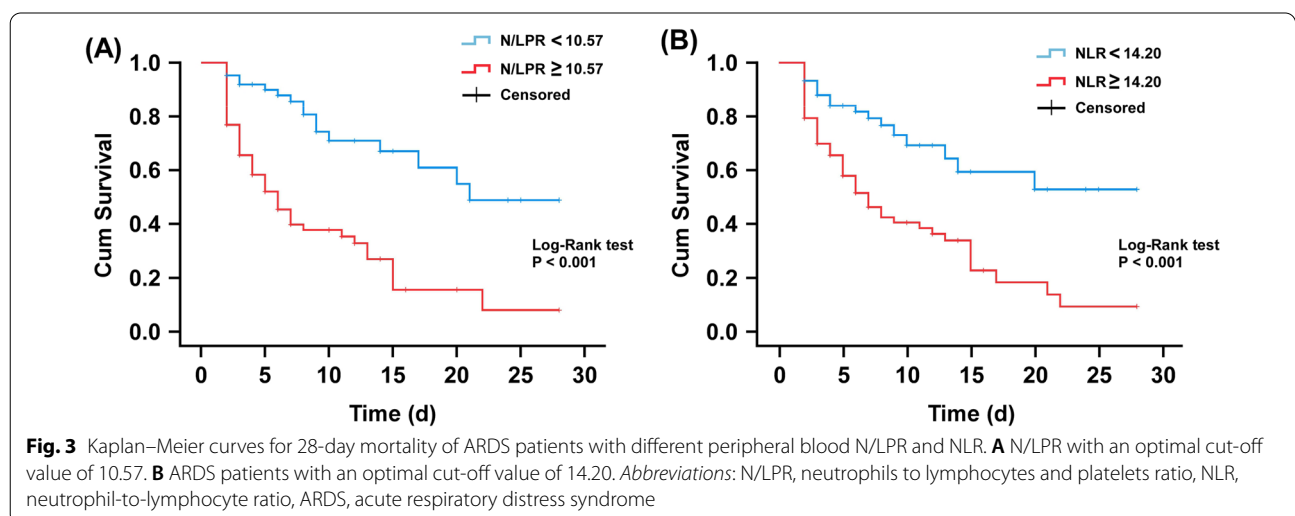 (A)
N/LPR < 10.57
N/LPR ≥ 10.57
Censored
1.0
0.8
0.6
0.4
0.2
0.0
Cum Survival
Log-Rank test
P < 0.001
0 5 10 15 20 25 30
Time (d)
(B)
NLR < 14.20
NLR ≥ 14.20
Censored
1.0
0.8
0.6
0.4
0.2
0.0
Cum Survival
Log-Rank test
P < 0.001
0 5 10 15 20 25 30
Time (d)
Fig. 3 Kaplan–Meier curves for 28-day mortality of ARDS patients with different peripheral blood N/LPR and NLR. A N/LPR with an optimal cut-off
value of 10.57. B ARDS patients with an optimal cut-off value of 14.20. Abbreviations: N/LPR, neutrophils to lymphocytes and platelets ratio, NLR,
neutrophil-to-lymphocyte ratio, ARDS, acute respiratory distress syndrome